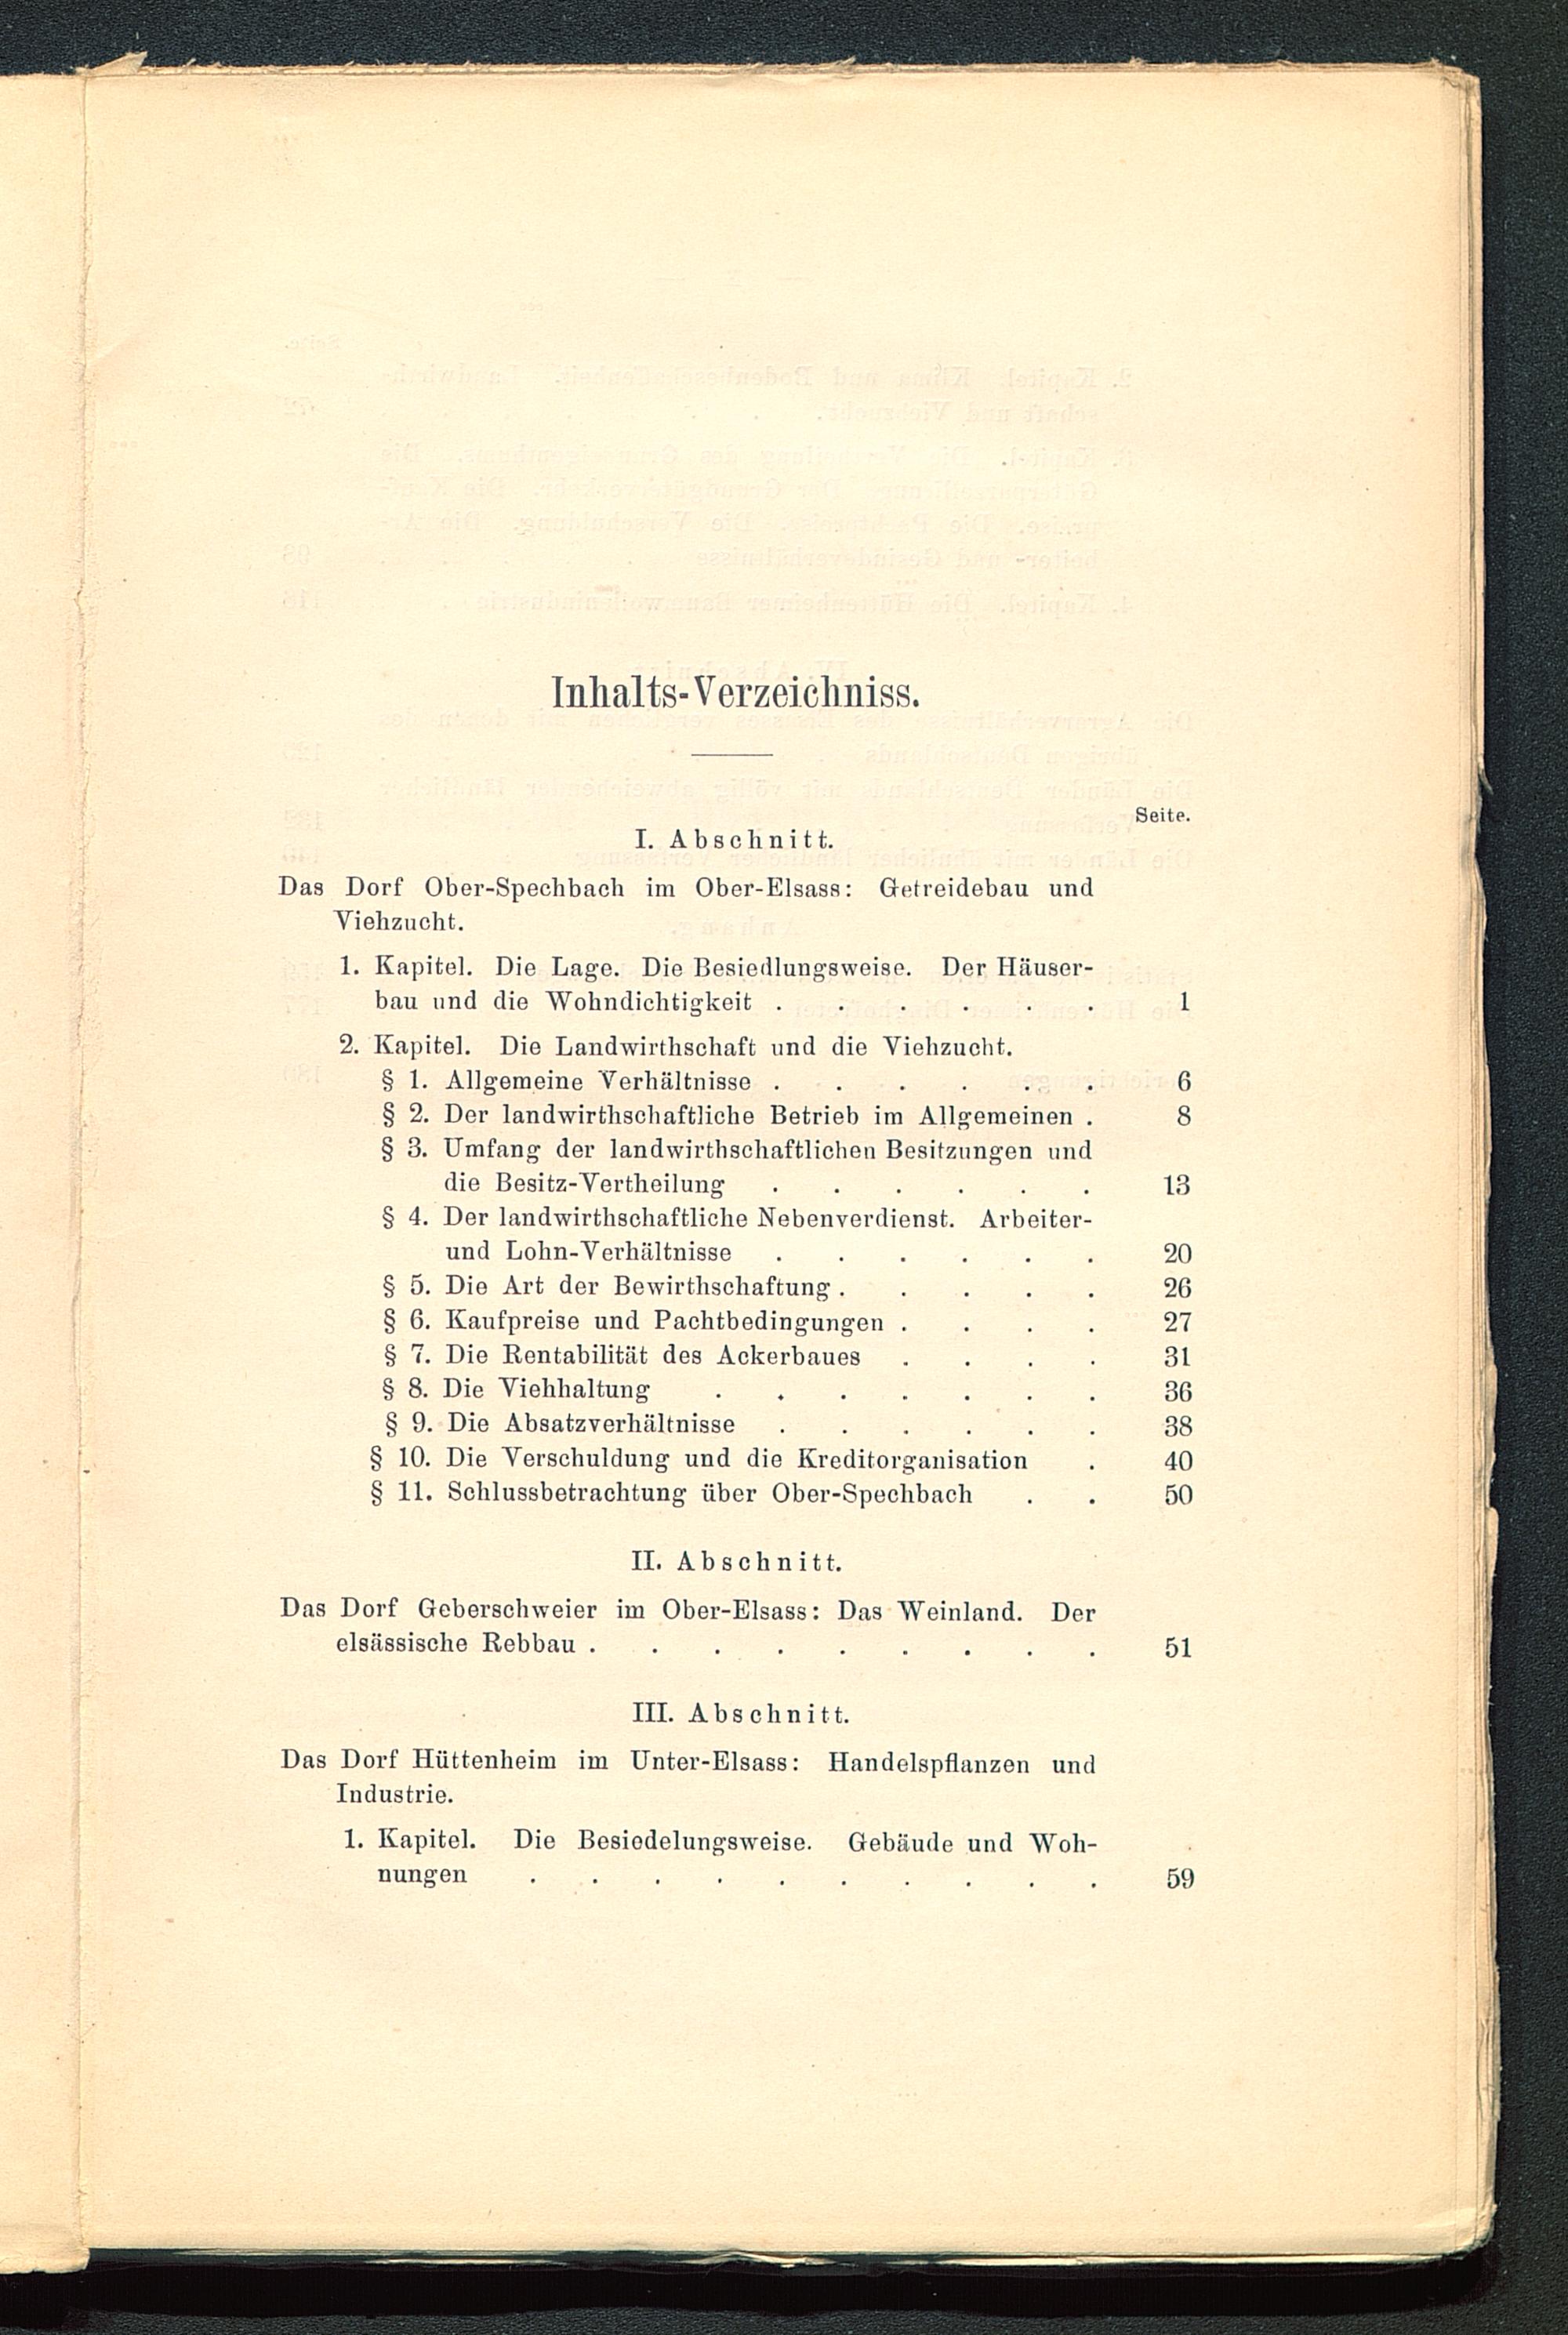 Inhalts-Verzeichniss.
Seite.
I. Abschnitt.
Das Dorf Ober-Spechbach im Ober-Elsass: Getreidebau und
Viehzucht.
1. Kapitel. Die Lage. Die Besiedlungsweise. Der Häuser-
bau und die Wohndichtigkeit . . . . . . 1
2. Kapitel. Die Landwirthschaft und die Viehzucht.
§ 1. Allgemeine Verhältnisse . . . . . . 6
§ 2. Der landwirthschaftliche Betrieb im Allgemeinen . 8
§ 3. Umfang der landwirthschaftlichen Besitzungen und
die Besitz-Vertheilung . . . . . . 13
§ 4. Der landwirthschaftliche Nebenverdienst. Arbeiter-
und Lohn-Verhältnisse . . . . . . 20
§ 5. Die Art der Bewirthschaftung . . . . . 26
§ 6. Kaufpreise und Pachtbedingungen . . . . 27
§ 7. Die Rentabilität des Ackerbaues . . . . 31
§ 8. Die Viehhaltung . . . . . . . 36
§ 9. Die Absatzverhältnisse . . . . . . 38
§ 10. Die Verschuldung und die Kreditorganisation . 40
§ 11. Schlussbetrachtung über Ober-Spechbach . . 50
II. Abschnitt.
Das Dorf Geberschweier im Ober-Elsass: Das Weinland. Der
elsässische Rebbau . . . . . . . . . 51
III. Abschnitt.
Das Dorf Hüttenheim im Unter-Elsass: Handelspflanzen und
Industrie.
1. Kapitel. Die Besiedelungsweise. Gebäude und Woh-
nungen . . . . . . . . . . 59